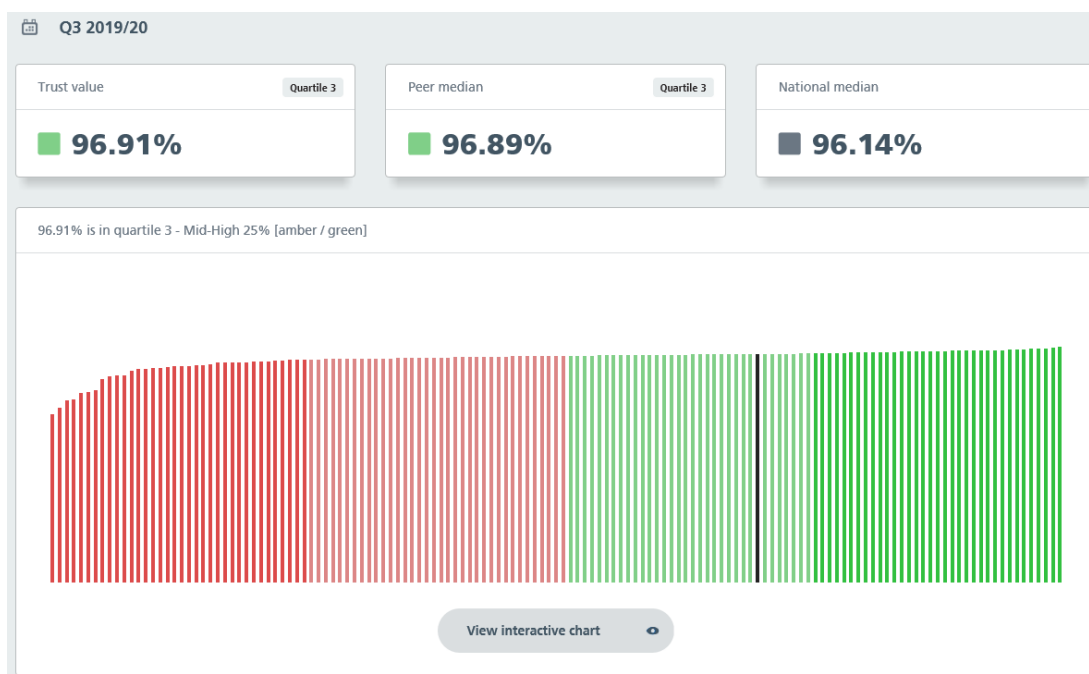 Q3 2019/20
Trust value
Quartile 3
96.91%
Peer median
Quartile 3
96.89%
National median
96.14%
96.91% is in quartile 3 - Mid-High 25% [amber / green]
View interactive chart